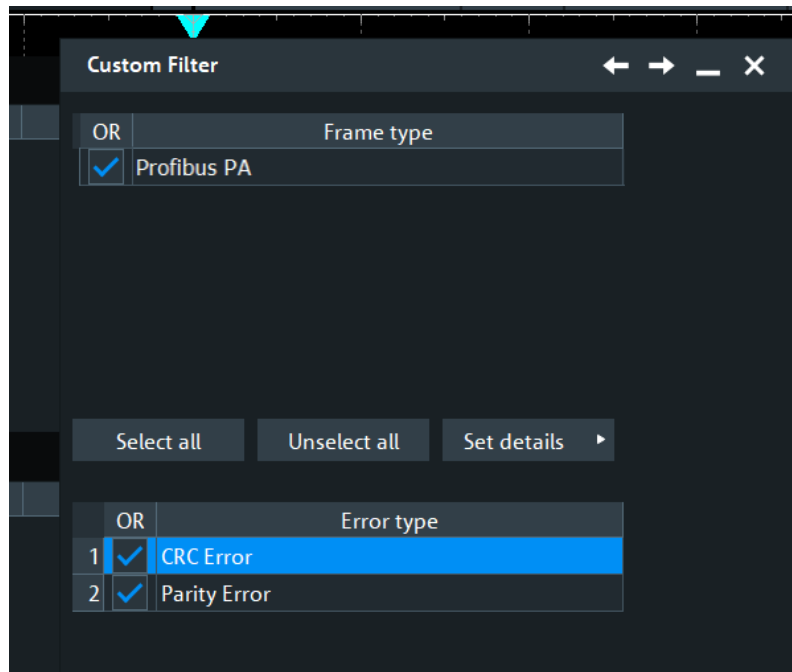 Custom Filter
OR Frame type
Profibus PA
Select all Unselect all Set details
OR Error type
1 CRC Error
2 Parity Error